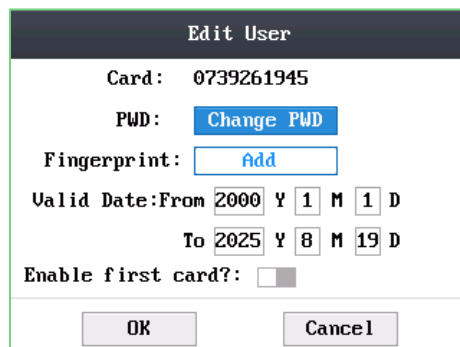 Edit User
Card: 0739261945
PWD: Change PWD
Fingerprint: Add
Valid Date:From 2000 Y 1 M 1 D
To 2025 Y 8 M 19 D
Enable first card?:
OK Cancel